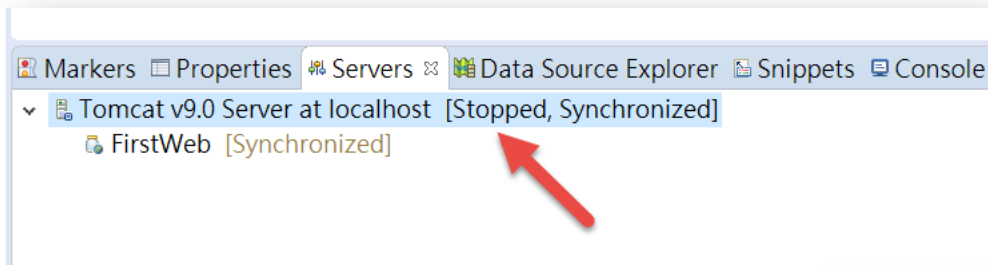 Markers Properties Servers Data Source Explorer Snippets Console
Tomcat v9.0 Server at localhost [Stopped, Synchronized]
FirstWeb [Synchronized]